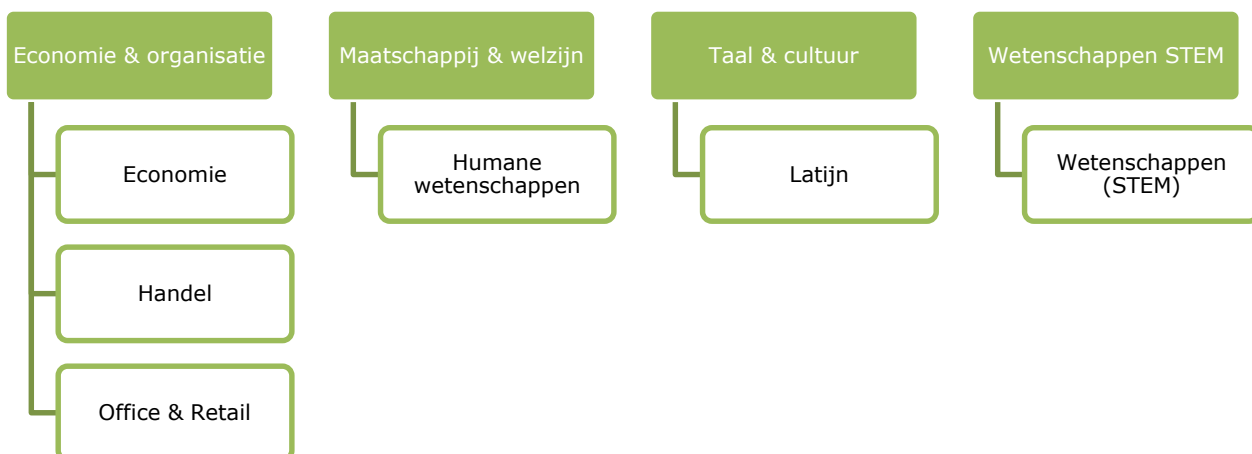 Economie & organisatie
Economie
Handel
Office & Retail
Maatschappij & welzijn
Humane
wetenschappen
Taal & cultuur
Latijn
Wetenschappen STEM
Wetenschappen
(STEM)